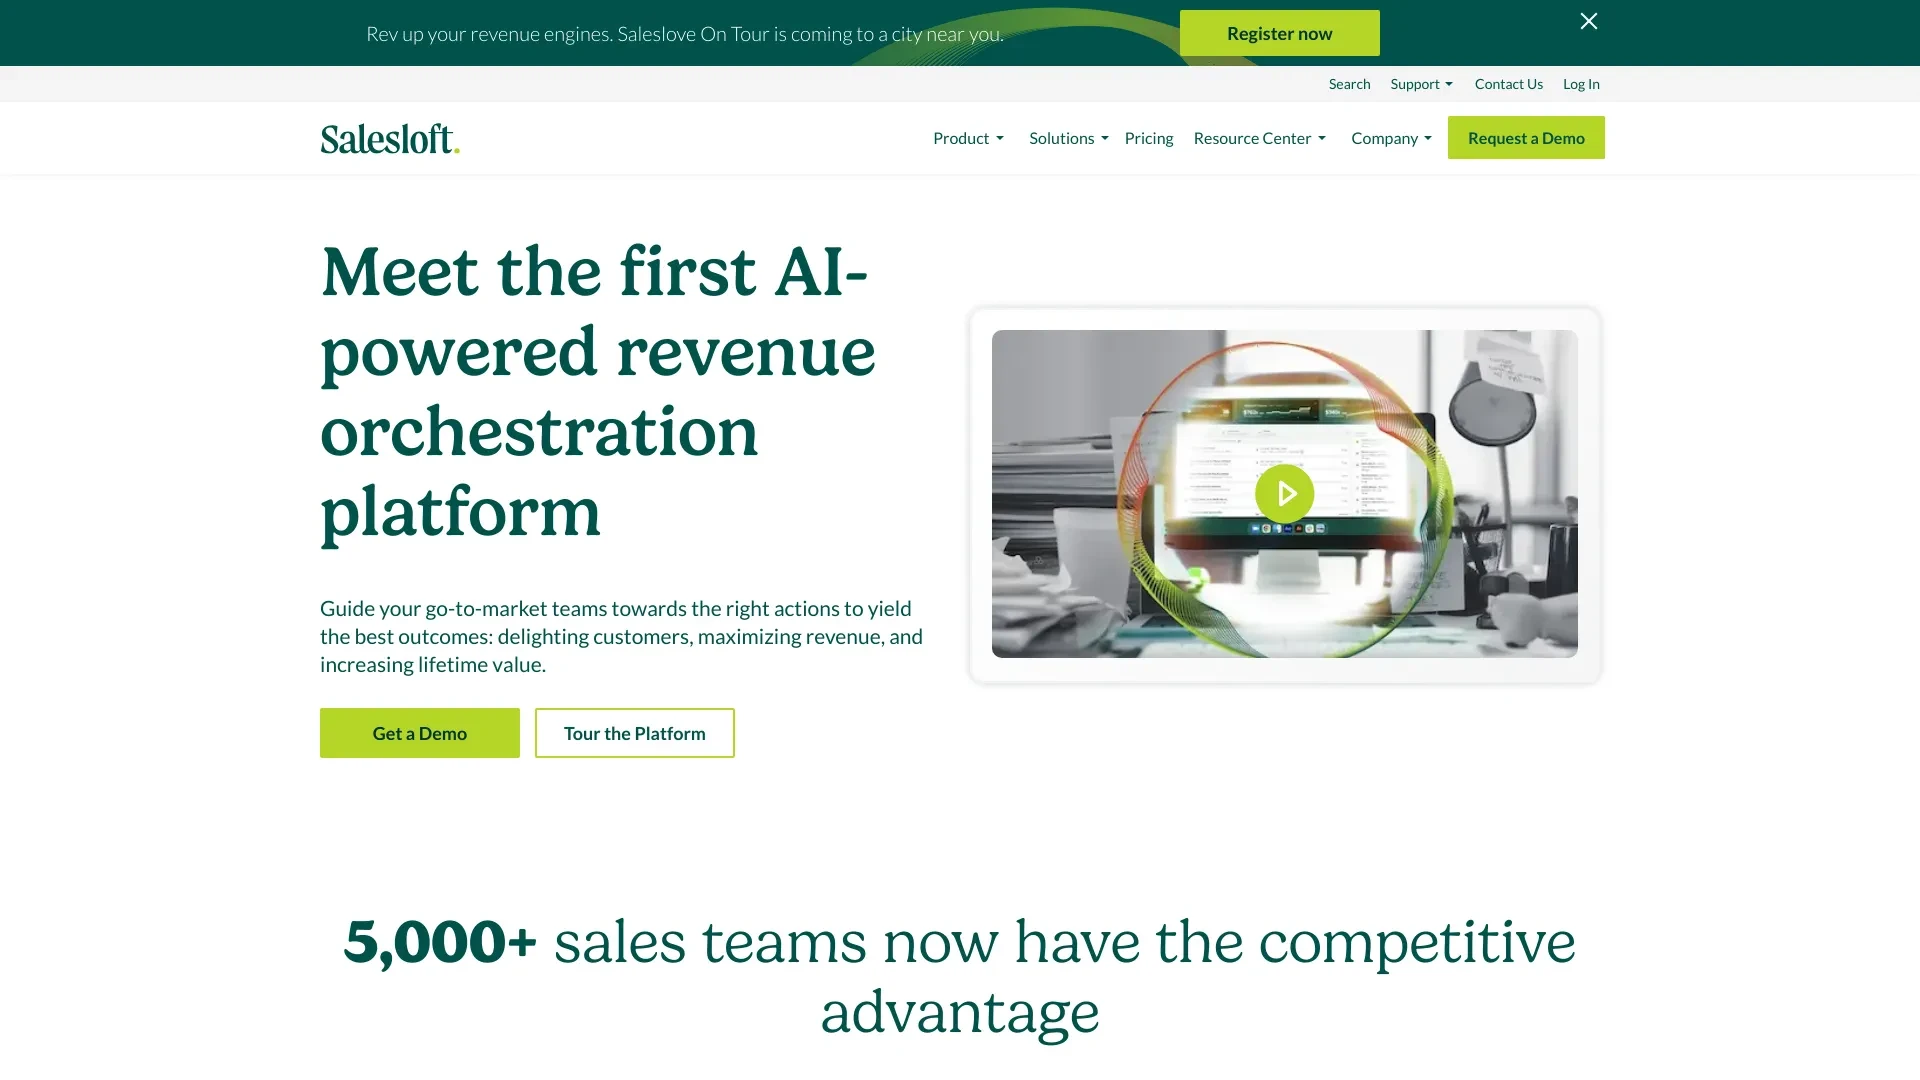 Rev up your revenue engines. Saleslove On Tour is coming to a city near you.
Register now
Search
Support
Contact Us
Log In
Salesloft.
Product
Solutions
Pricing
Resource Center
Company
Request a Demo
Meet the first AI-
powered revenue
orchestration
platform
Guide your go-to-market teams towards the right actions to yield
the best outcomes: delighting customers, maximizing revenue, and
increasing lifetime value.
Get a Demo
Tour the Platform
5,000+ sales teams now have the competitive
advantage